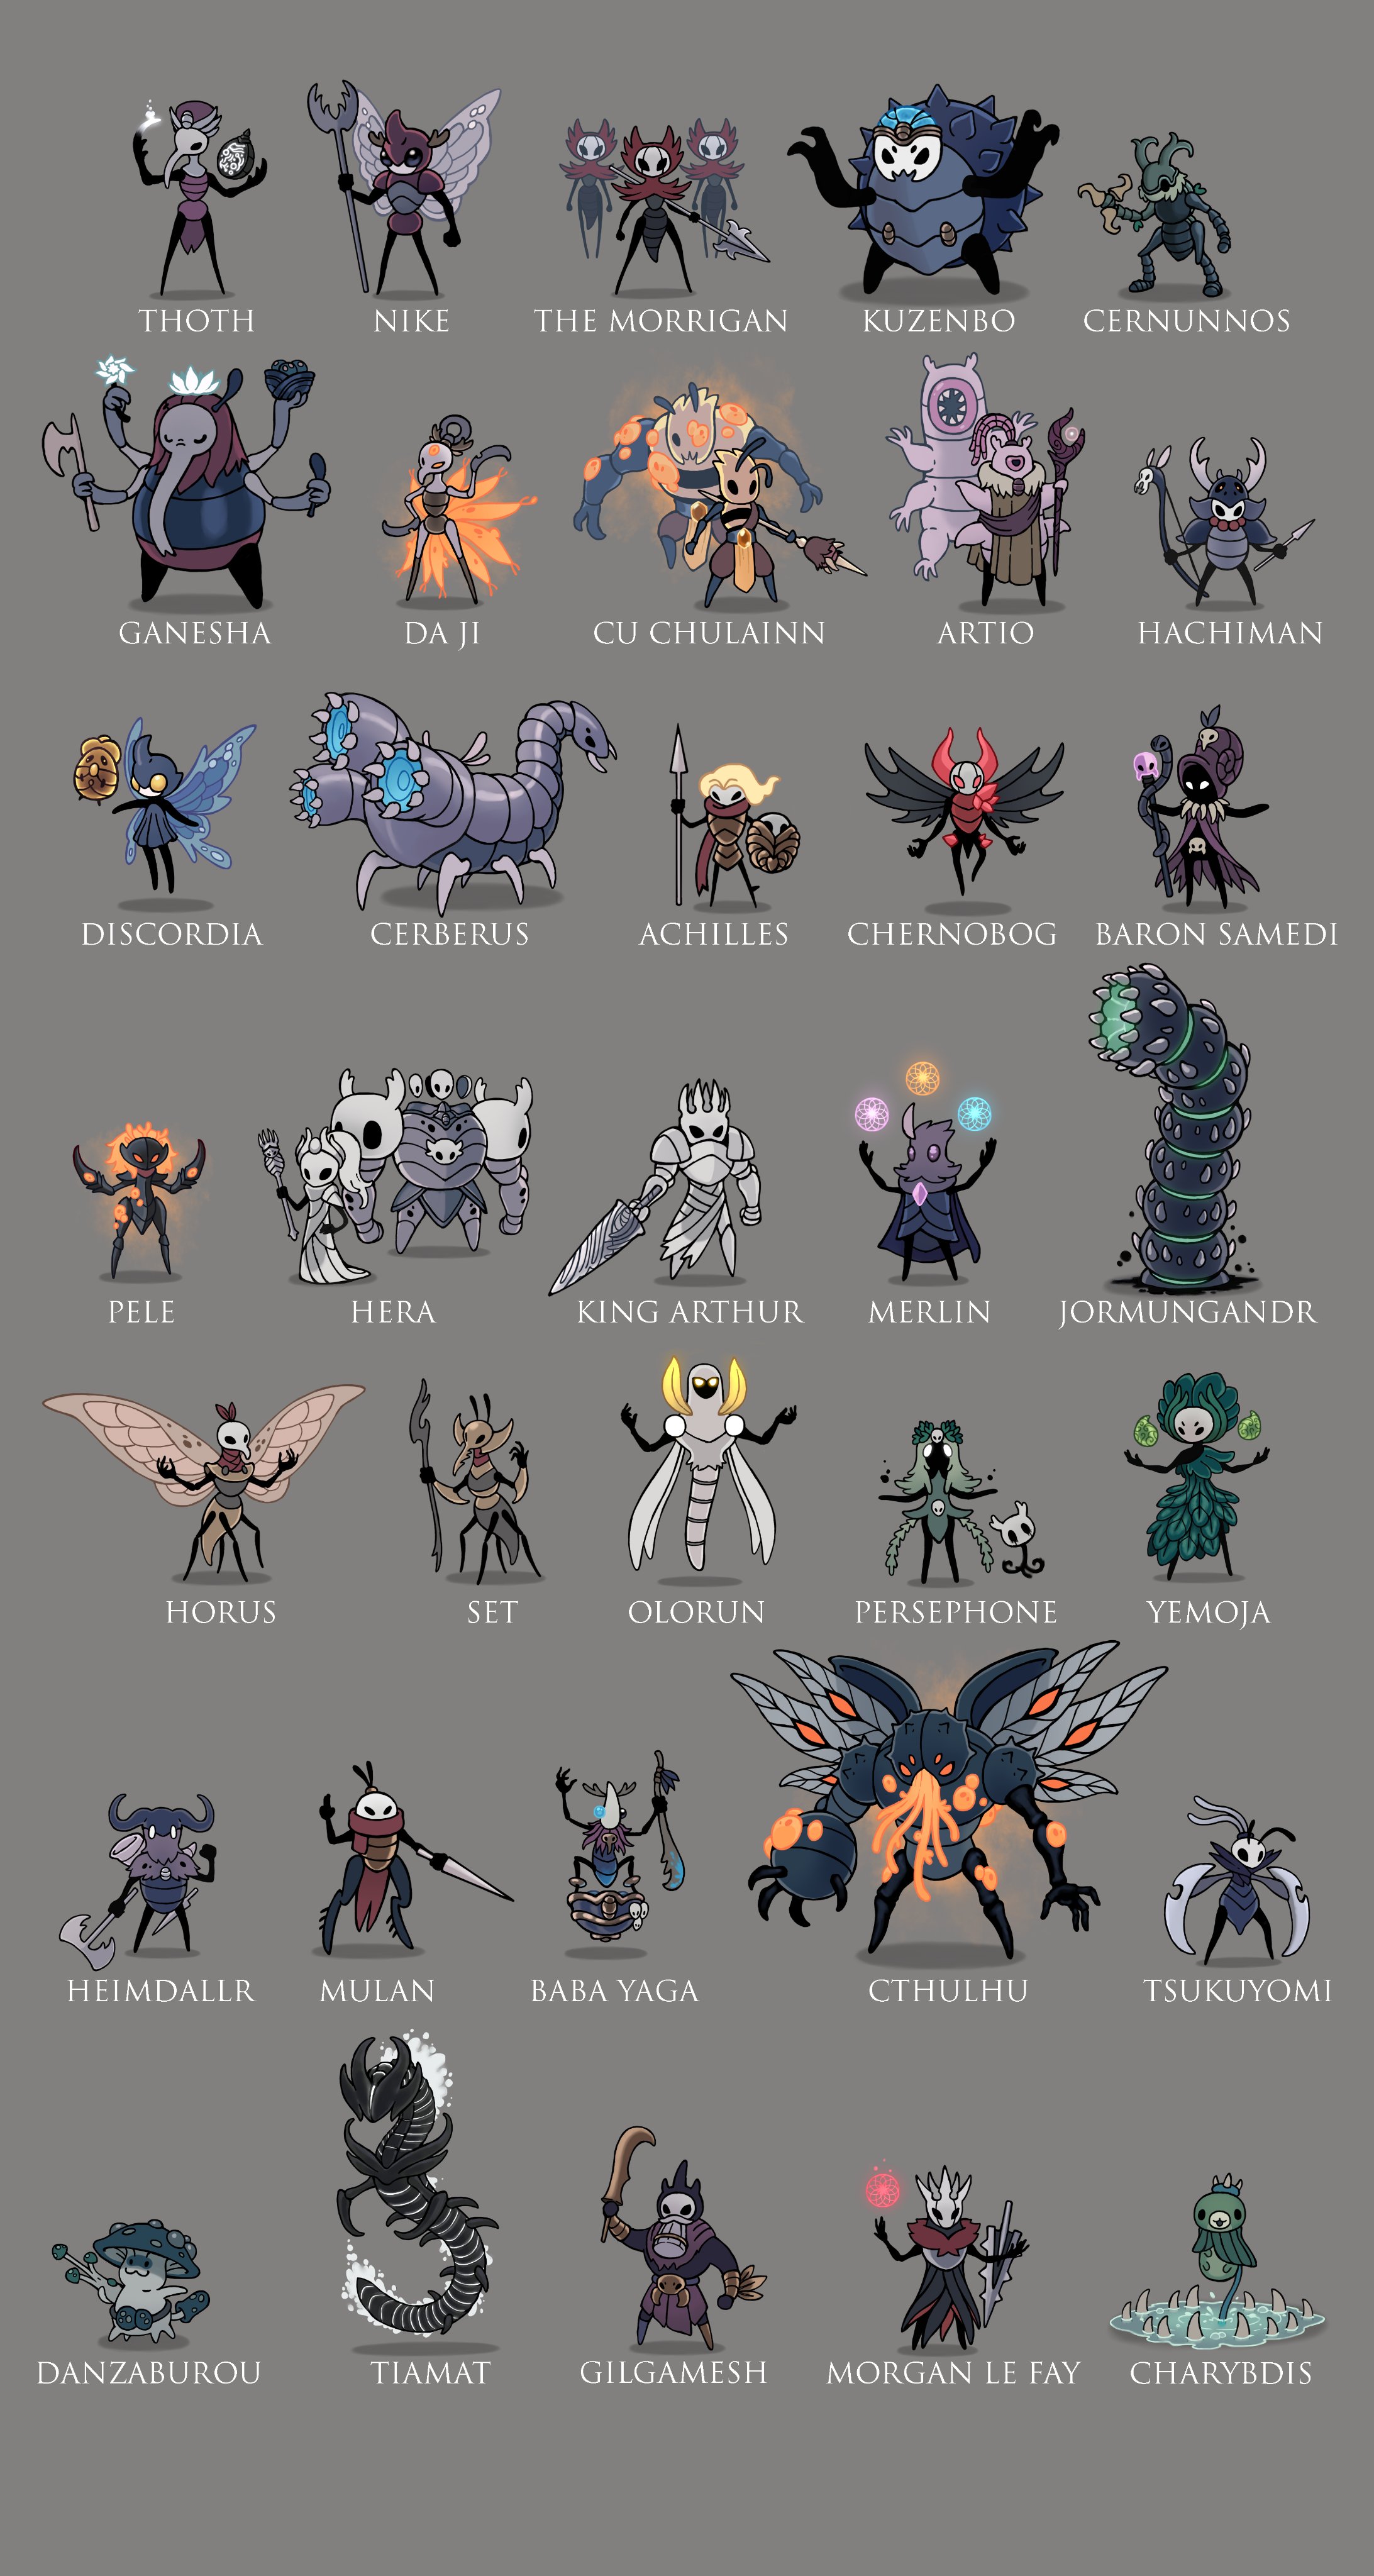 THOTH
NIKE
THE MORRIGAN
KUZENBO
CERNUNNOS
GANESHA
DA JI
CU CHULAINN
ARTIO
HACHIMAN
DISCORDIA
CERBERUS
ACHILLES
CHERNOBOG
BARON SAMEDI
PELE
HERA
KING ARTHUR
MERLIN
JORMUNGANDR
HORUS
SET
OLORUN
PERSEPHONE
YEMOJA
HEIMDALLR
MULAN
BABA YAGA
CTHULHU
TSUKUYOMI
DANZABUROU
TIAMAT
GILGAMESH
MORGAN LE FAY
CHARYBDIS